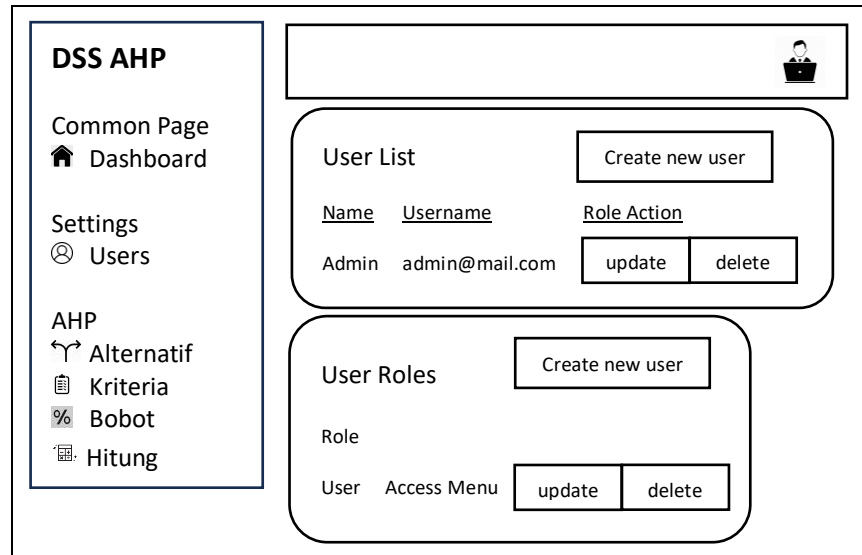 DSS AHP
Common Page
Dashboard
Settings
Users
AHP
Alternatif
Kriteria
% Bobot
Hitung
User List
Create new user
Name Username Role Action
Admin admin@mail.com update delete
User Roles
Create new user
Role
User Access Menu update delete